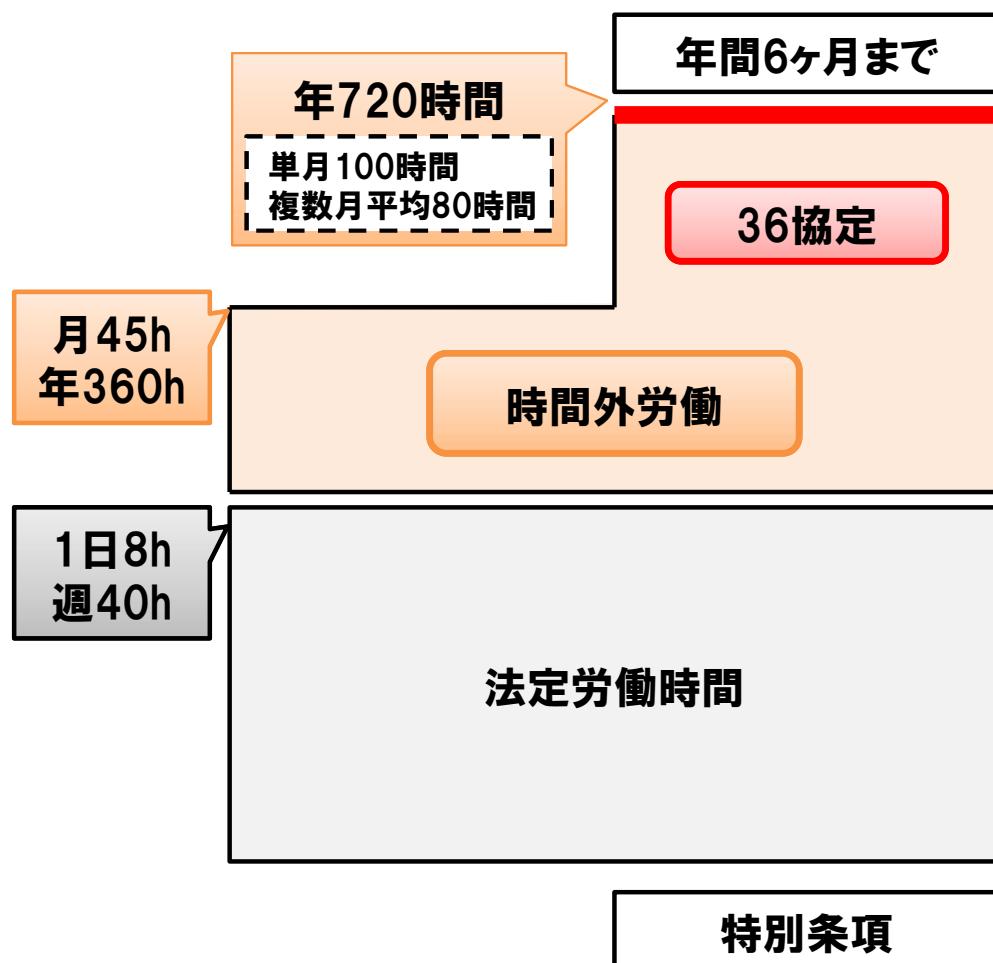 年間6ヶ月まで
年720時間
単月100時間
複数月平均80時間
36協定
月45h
年360h
時間外労働
1日8h
週40h
法定労働時間
特別条項